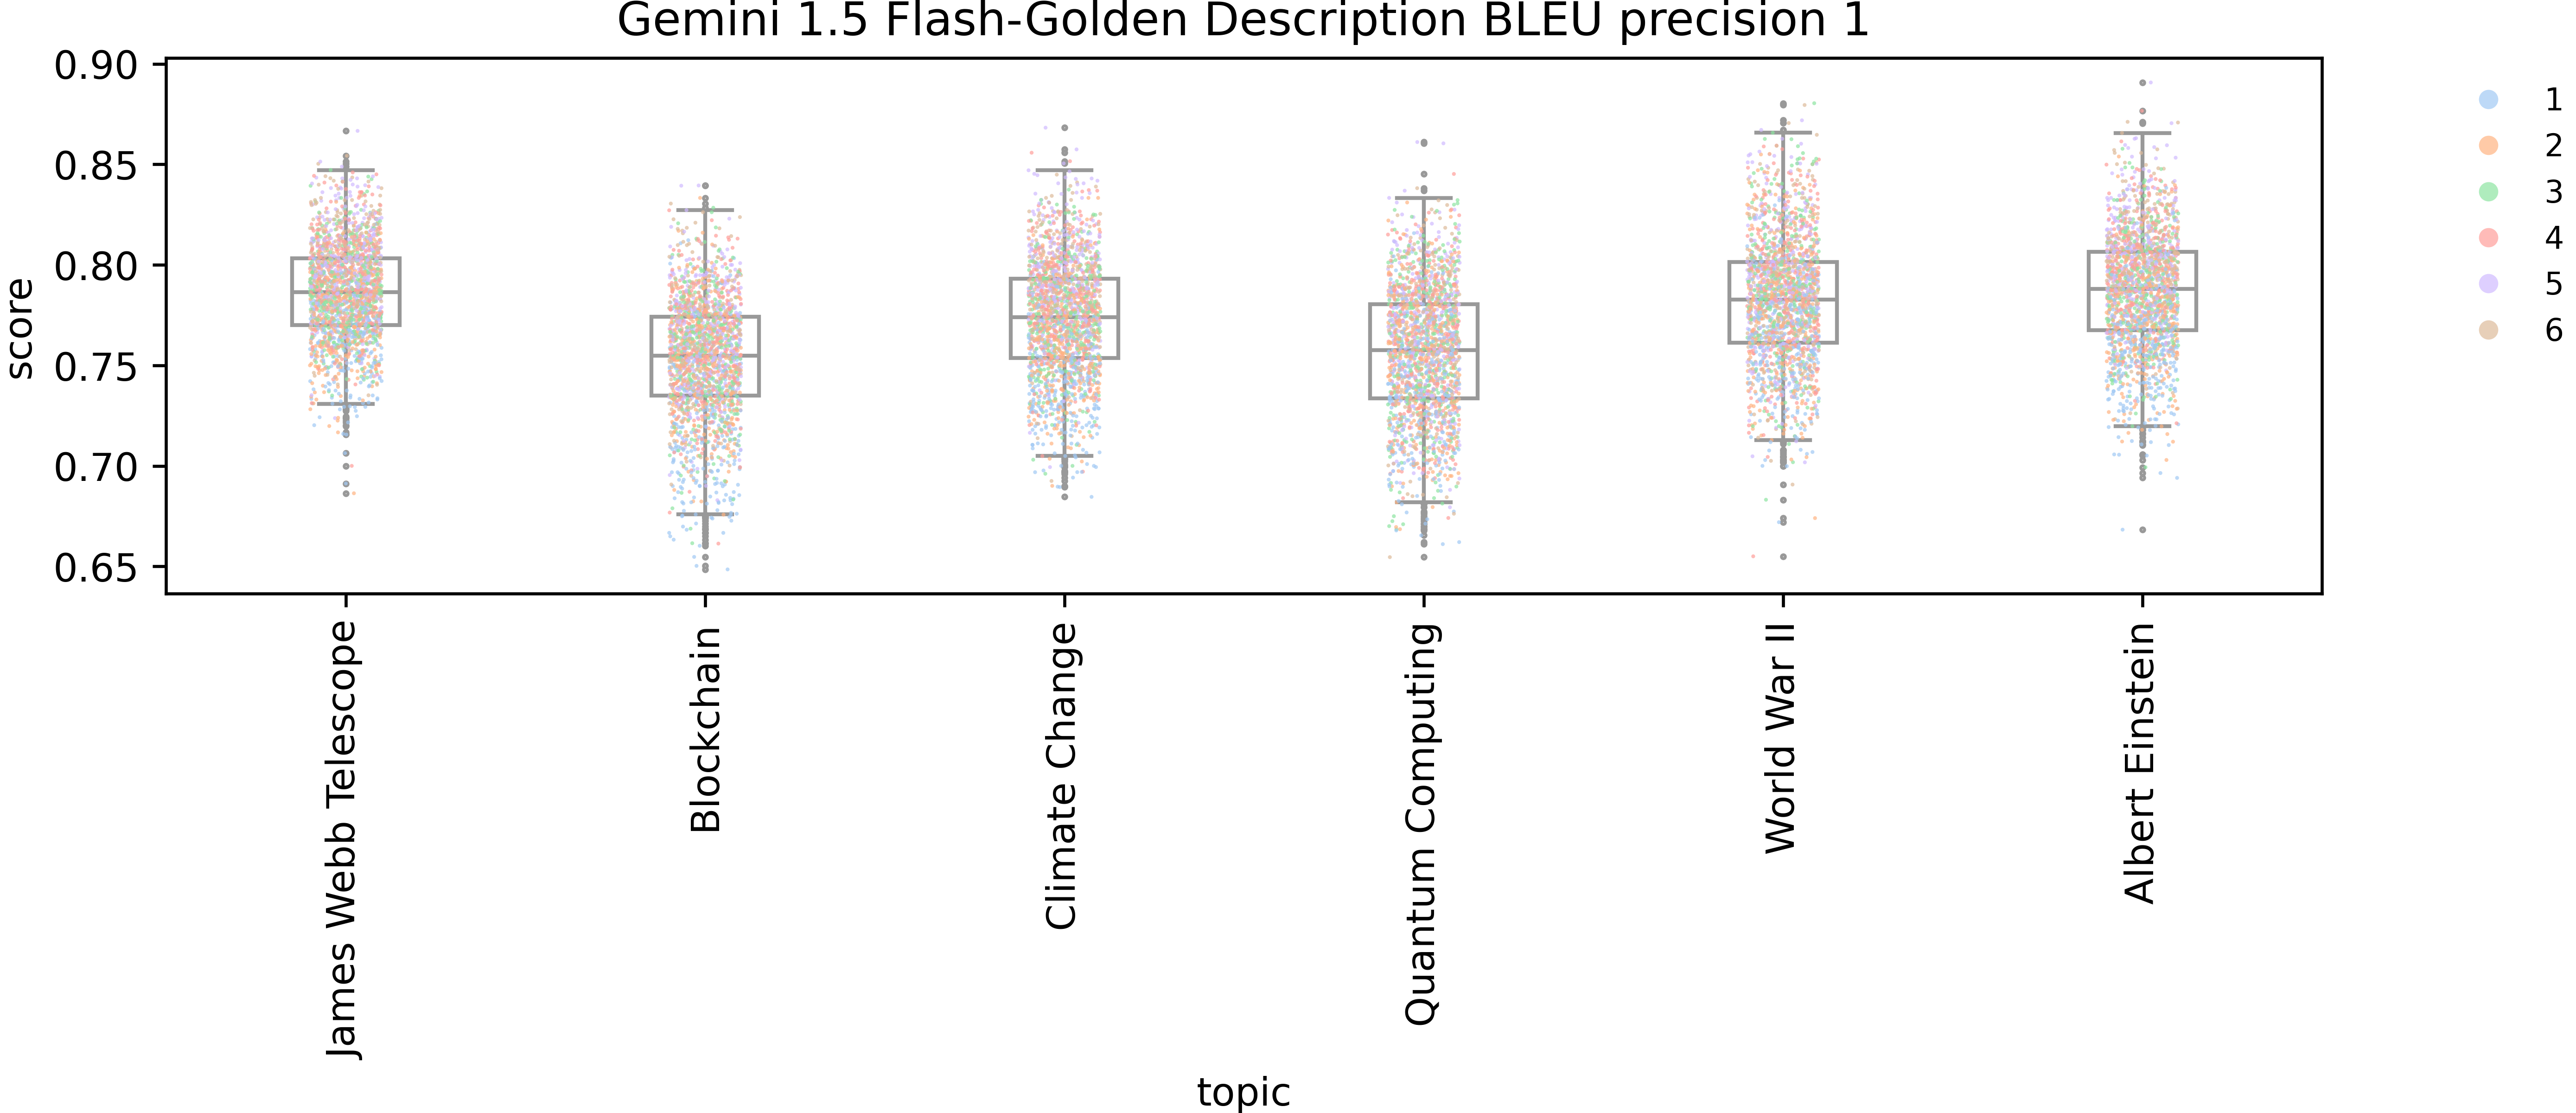 Gemini 1.5 Flash-Golden Description BLEU precision 1
score
0.90
0.85
0.80
0.75
0.70
0.65
James Webb Telescope
Blockchain
Climate Change
Quantum Computing
World War II
Albert Einstein
topic
1
2
3
4
5
6